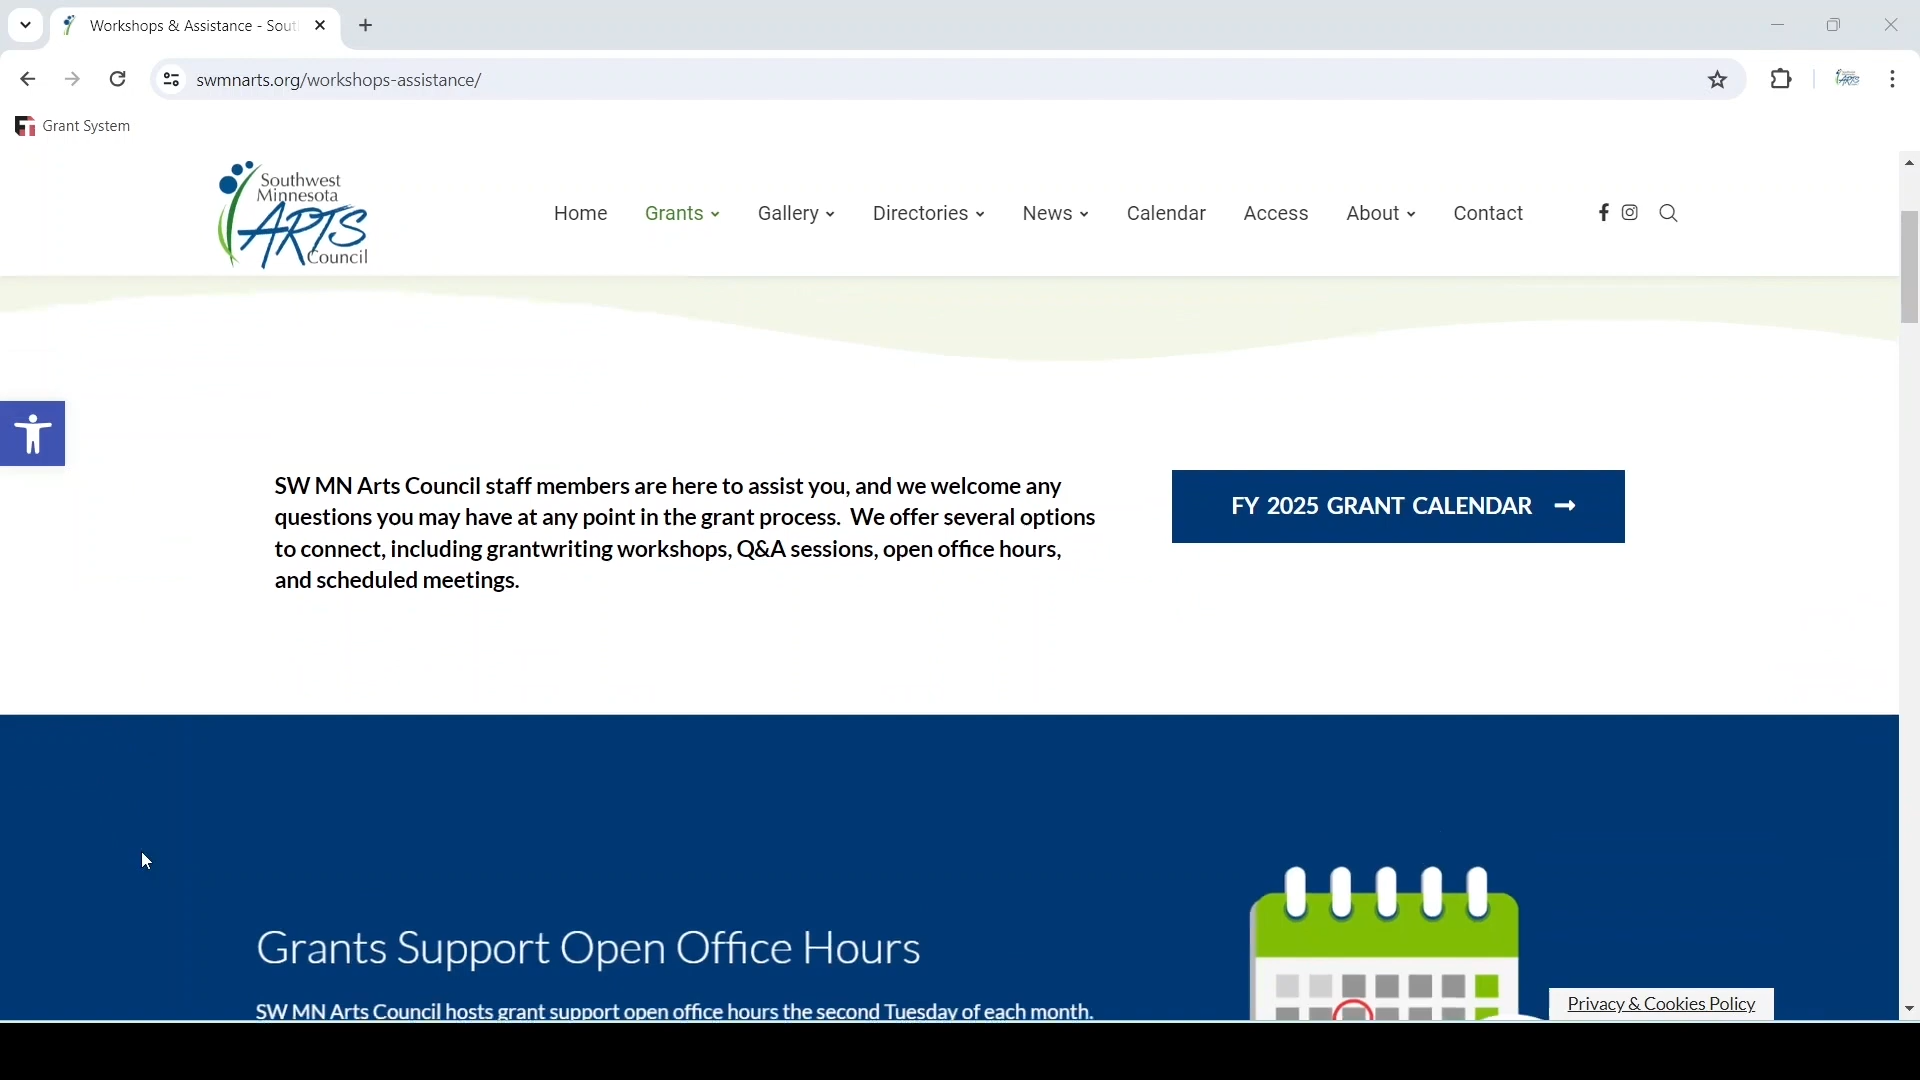 Workshops & Assistance - Sout
swmnarts.org/workshops-assistance/
Grant System
Southwest
Minnesota
ARTS
Council
Home
Grants
Gallery
Directories
News
Calendar
Access
About
Contact
SW MN Arts Council staff members are here to assist you, and we welcome any
questions you may have at any point in the grant process. We offer several options
to connect, including grantwriting workshops, Q&A sessions, open office hours,
and scheduled meetings.
FY 2025 GRANT CALENDAR →
Grants Support Open Office Hours
SW MN Arts Council hosts grant support open office hours the second Tuesday of each month.
Privacy & Cookies Policy